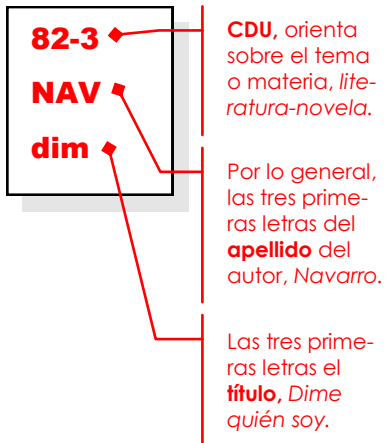 82-3
NAV
dim
CDU, orienta
sobre el tema
o materia, lite-
ratura-novela.
Por lo general,
las tres prime-
ras letras del
apellido del
autor, Navarro.
Las tres prime-
ras letras el
título, Dime
quién soy.